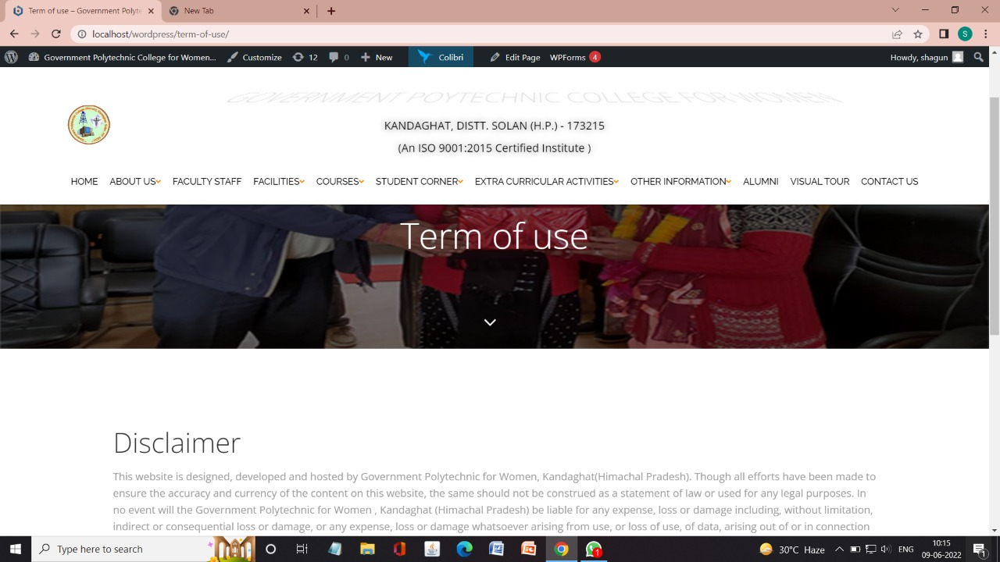 Term of use – Government Polyte
New Tab
localhost/wordpress/term-of-use/
S
Government Polytechnic College for Women...
Customize
12
0
New
Colibri
Edit Page
WPForms 4
Howdy, shagun
GOVERNMENT POYTECHNIC COLLEGE FOR WOMEN
KANDAGHAT, DISTT. SOLAN (H.P.) - 173215
(An ISO 9001:2015 Certified Institute )
HOME ABOUT US FACULTY STAFF FACILITIES COURSES STUDENT CORNER EXTRA CURRICULAR ACTIVITIES OTHER INFORMATION ALUMNI VISUAL TOUR CONTACT US
Term of use
Disclaimer
This website is designed, developed and hosted by Government Polytechnic for Women, Kandaghat(Himachal Pradesh). Though all efforts have been made to
ensure the accuracy and currency of the content on this website, the same should not be construed as a statement of law or used for any legal purposes. In
no event will the Government Polytechnic for Women , Kandaghat (Himachal Pradesh) be liable for any expense, loss or damage including, without limitation,
indirect or consequential loss or damage, or any expense, loss or damage whatsoever arising from use, or loss of use, of data, arising out of or in connection
Type here to search
1
30°C Haze
ENG
10:15
09-06-2022
1